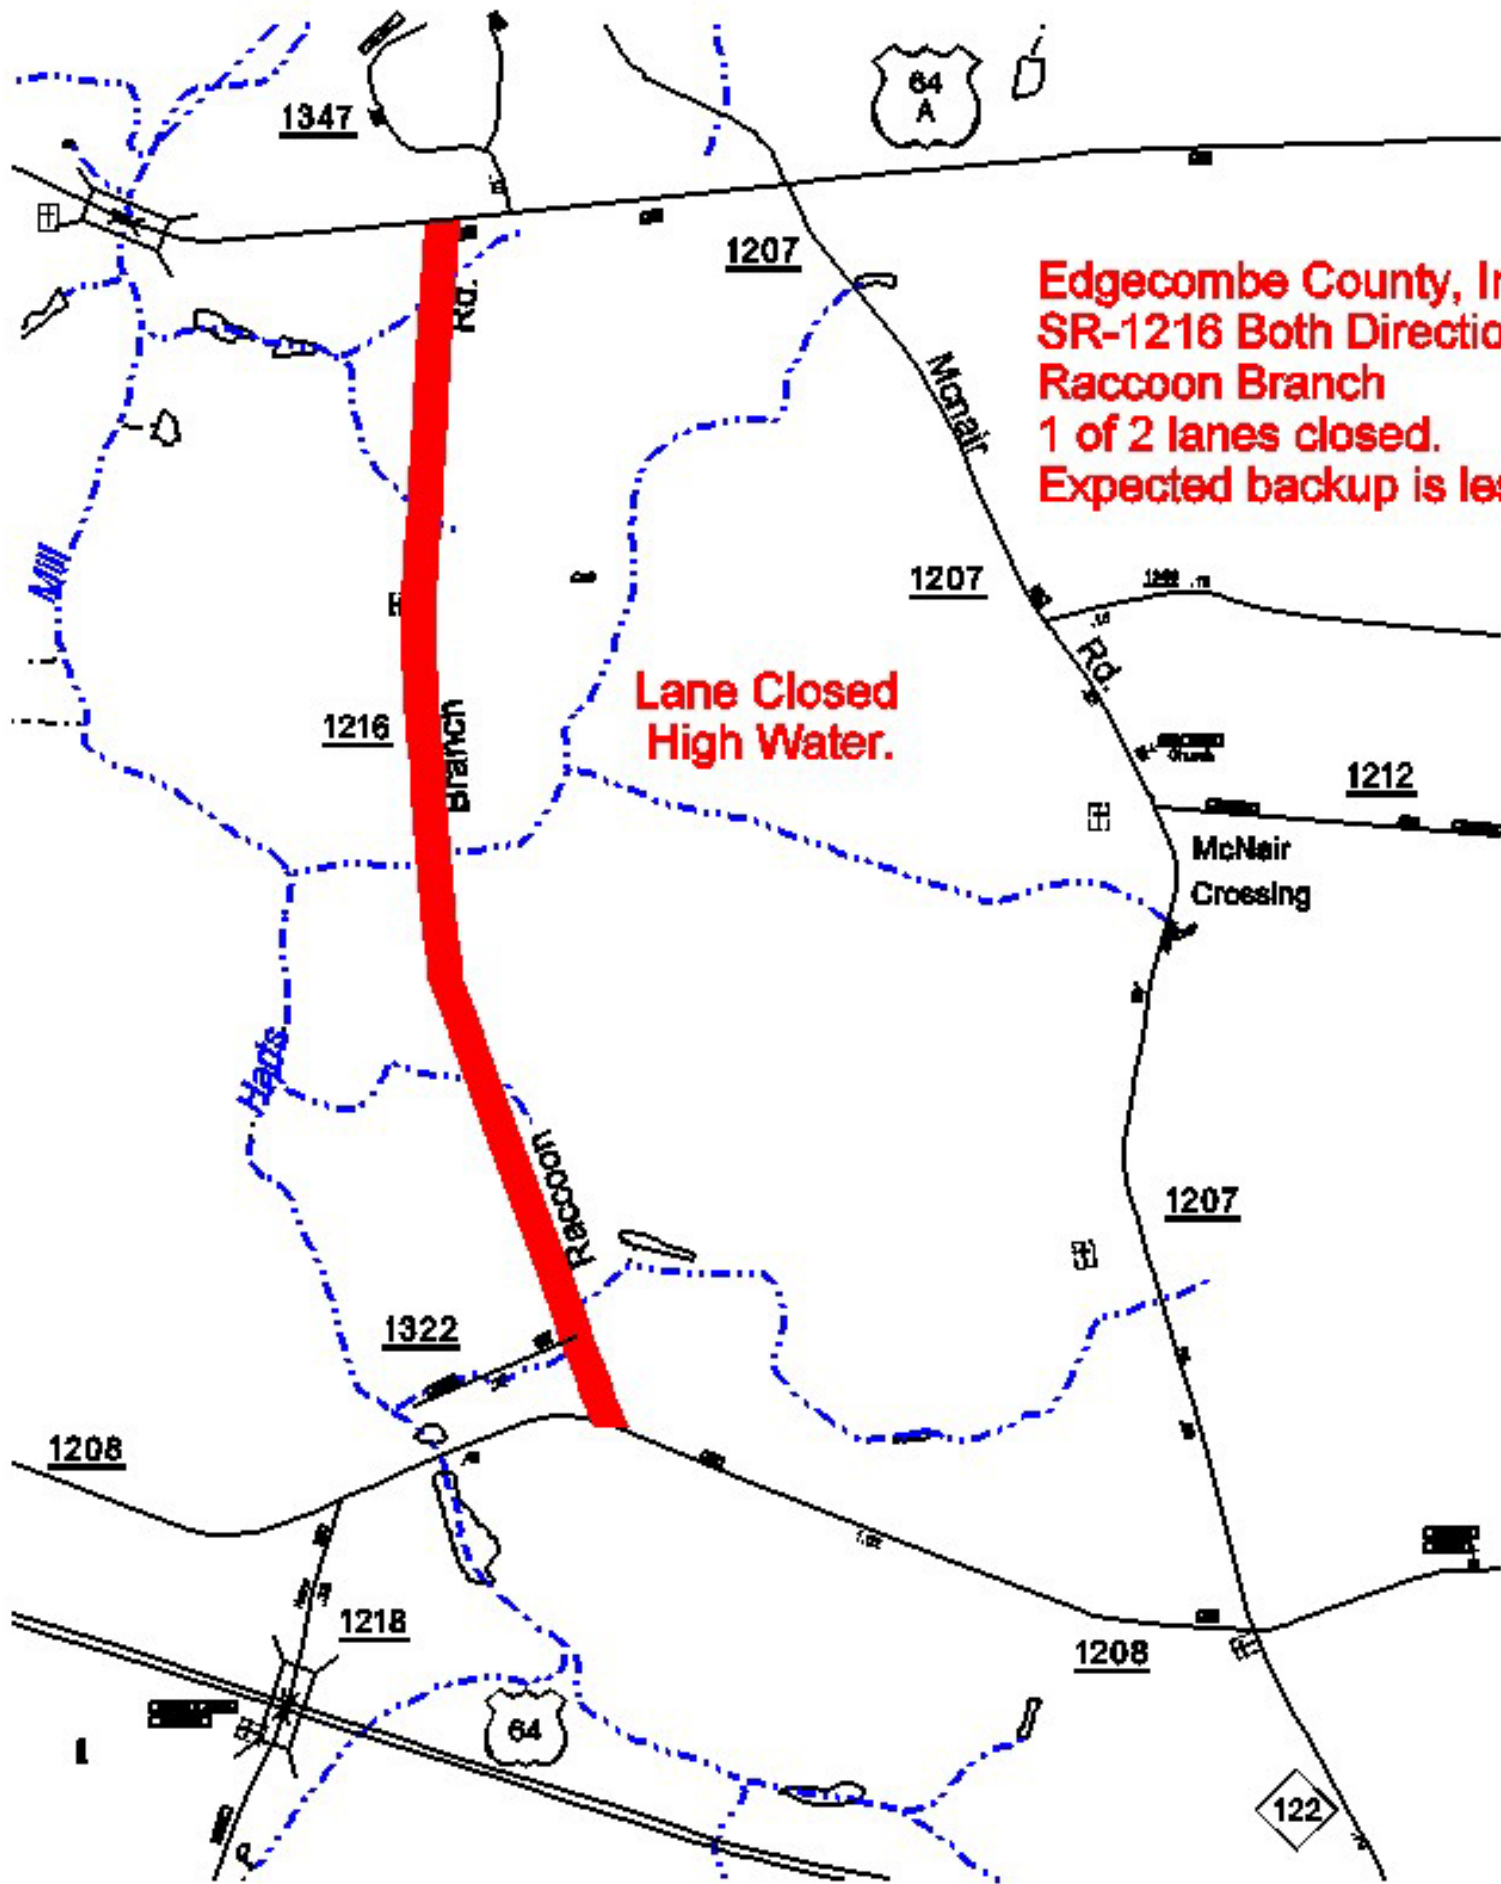 1347
64
A
1207
Rd.
Edgecombe County, In
SR-1216 Both Directio
Raccoon Branch
1 of 2 lanes closed.
Expected backup is les
Mcnair
Mill
1207
Rd.
Lane Closed
High Water.
1216
Branch
Church
1212
McNair
Crossing
Harts
Raccoon
1207
1322
1208
1218
1208
64
122